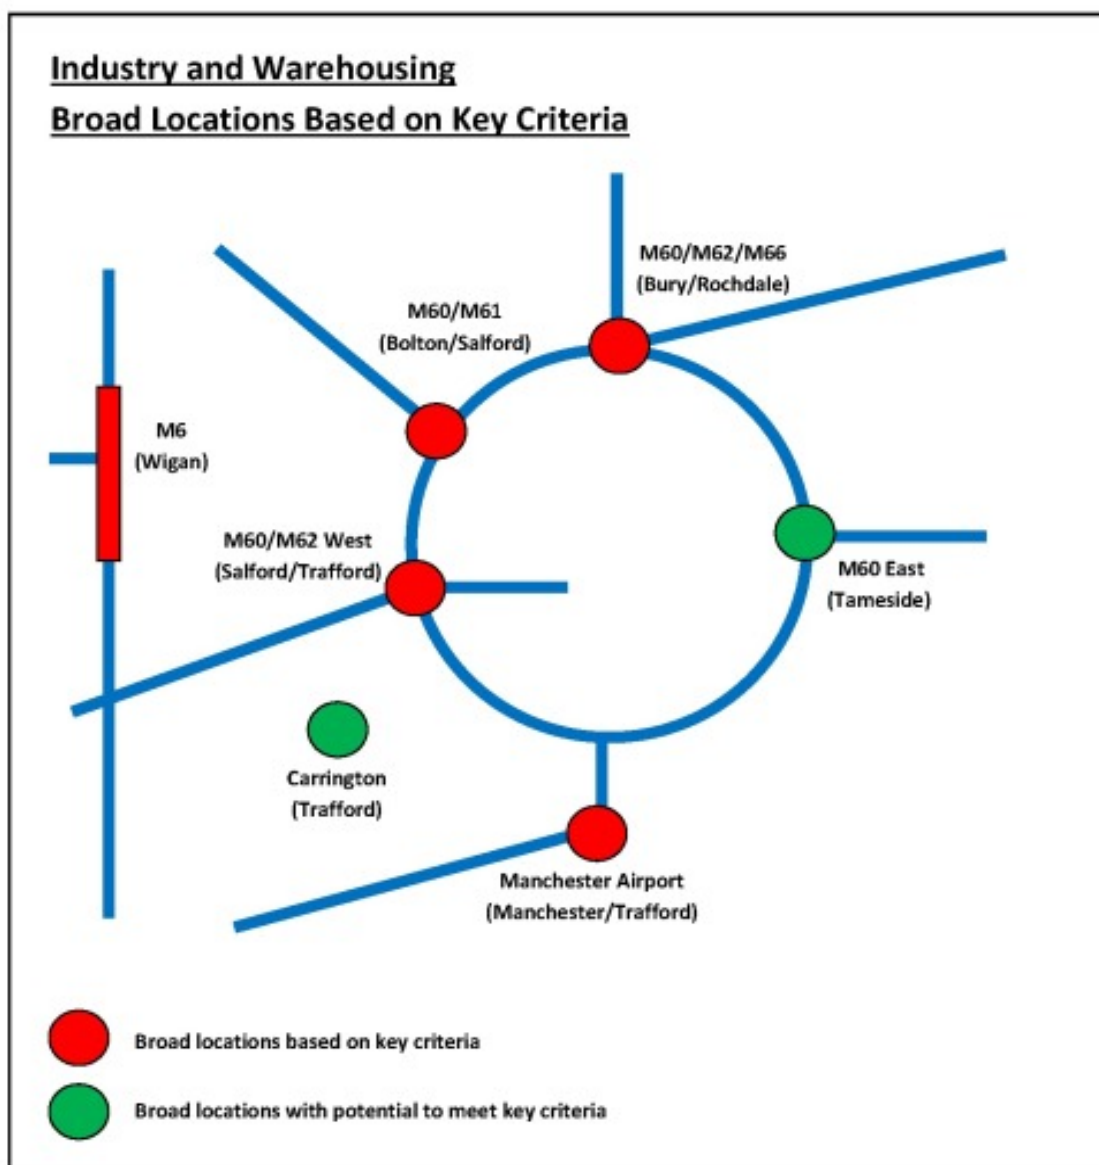 Industry and Warehousing
Broad Locations Based on Key Criteria
M60/M62/M66
(Bury/Rochdale)
M60/M61
(Bolton/Salford)
M6
(Wigan)
M60/M62 West
(Salford/Trafford)
M60 East
(Tameside)
Carrington
(Trafford)
Manchester Airport
(Manchester/Trafford)
Broad locations based on key criteria
Broad locations with potential to meet key criteria